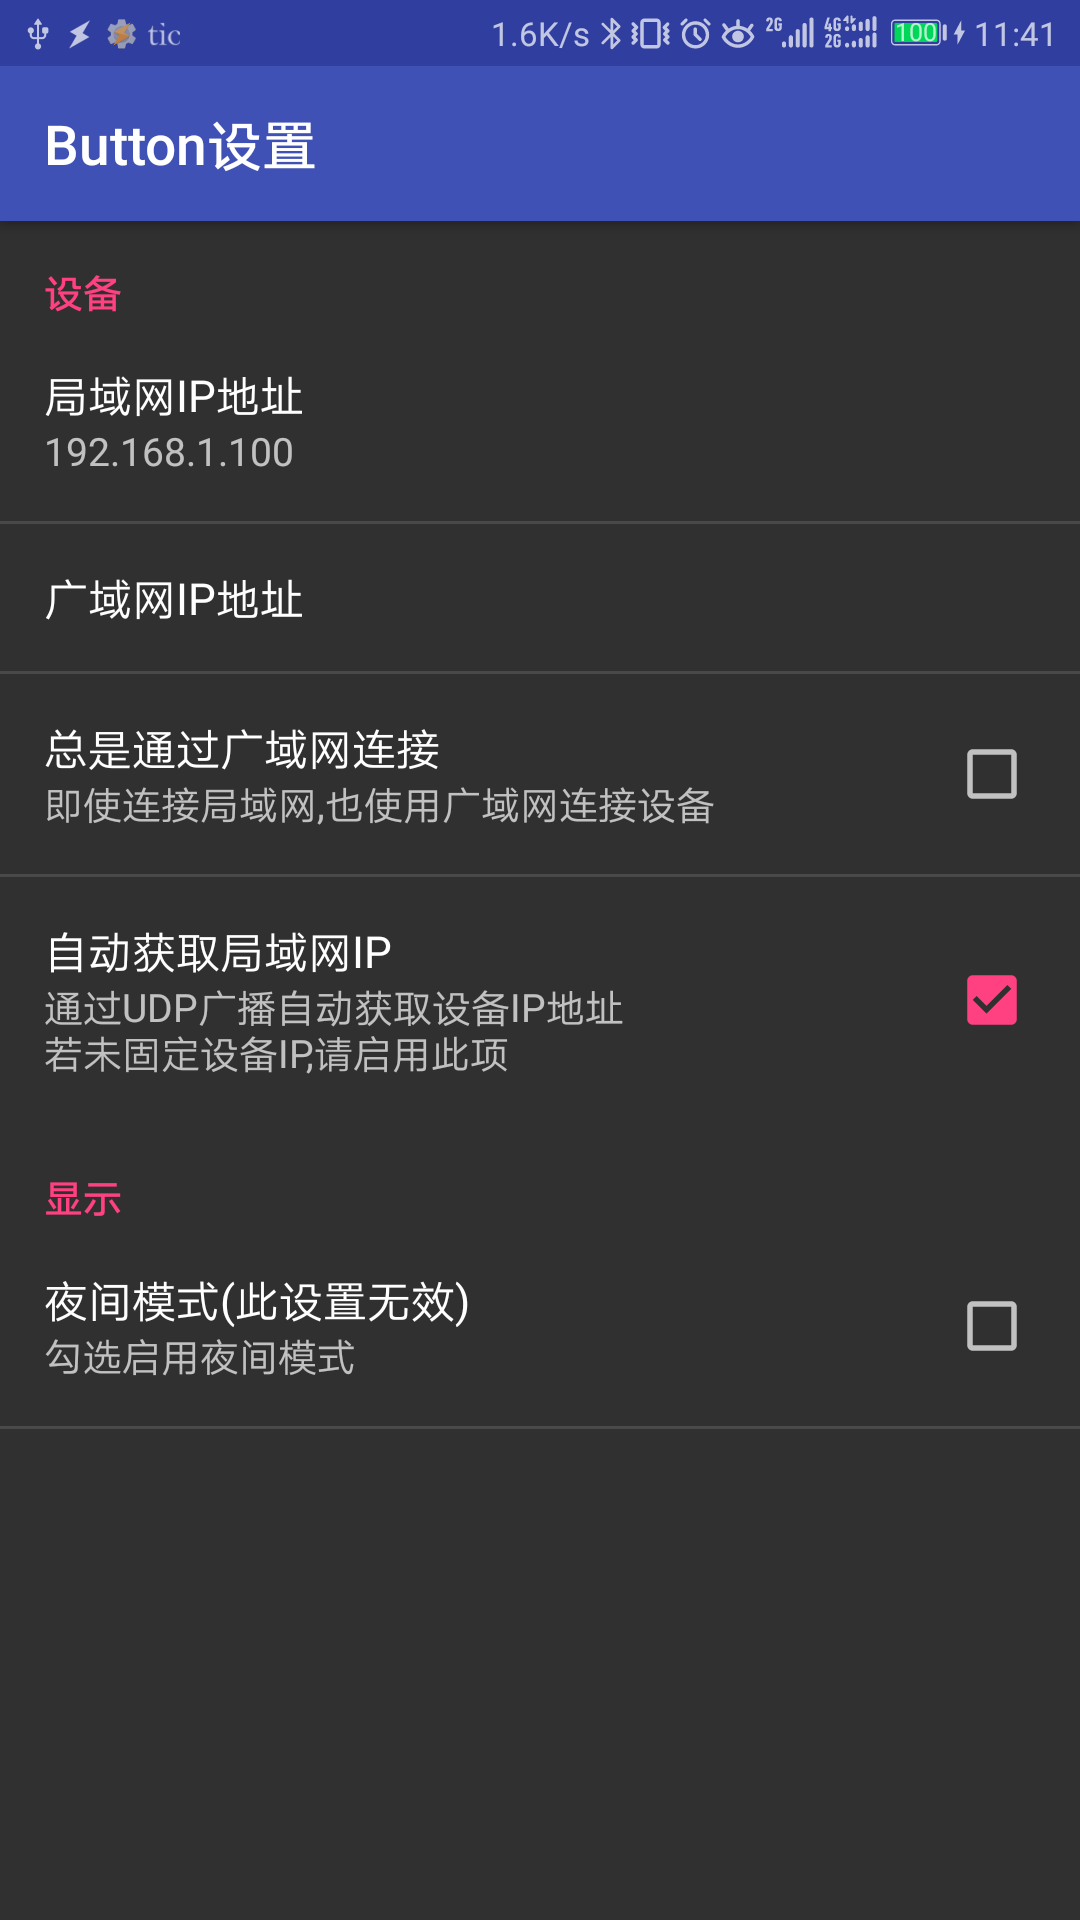 tic 1.6K/s 2G 4G 2G 100 11:41
Button设置
设备
局域网IP地址
192.168.1.100
广域网IP地址
总是通过广域网连接
即使连接局域网,也使用广域网连接设备
自动获取局域网IP
通过UDP广播自动获取设备IP地址
若未固定设备IP,请启用此项
显示
夜间模式(此设置无效)
勾选启用夜间模式